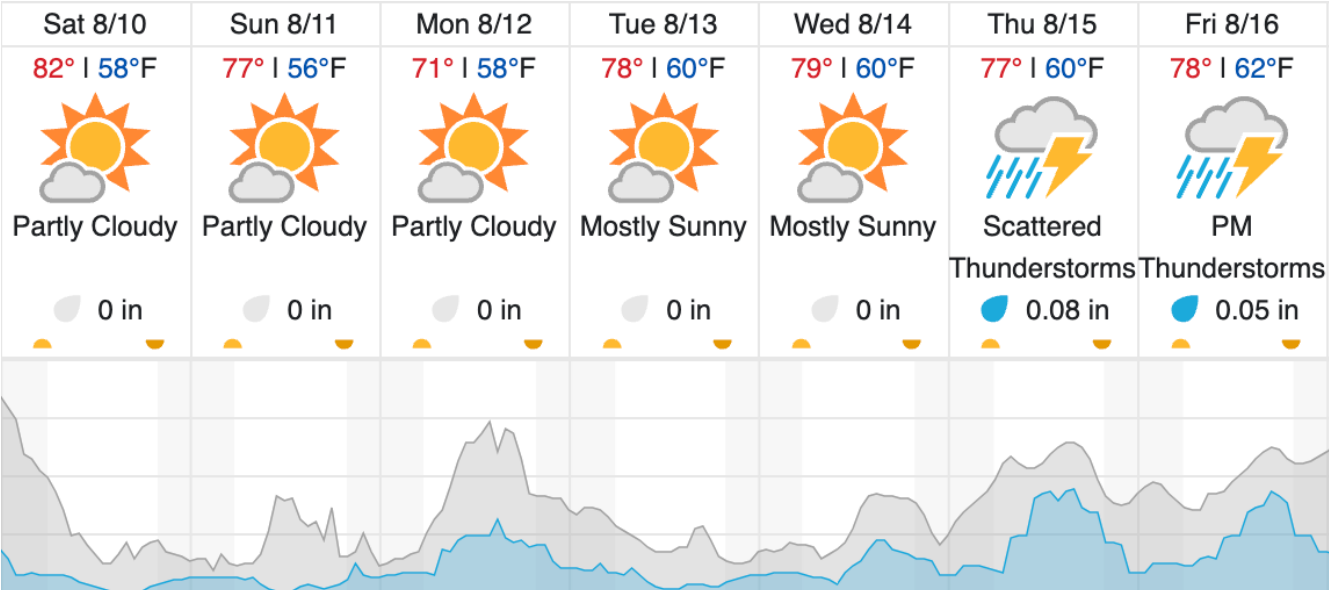 Sat 8/10 Sun 8/11 Mon 8/12 Tue 8/13 Wed 8/14 Thu 8/15 Fri 8/16
82° | 58°F 77° | 56°F 71° | 58°F 78° | 60°F 79° | 60°F 77° | 60°F 78° | 62°F
Partly Cloudy Partly Cloudy Partly Cloudy Mostly Sunny Mostly Sunny Scattered PM
Thunderstorms Thunderstorms
0 in 0 in 0 in 0 in 0 in 0.08 in 0.05 in